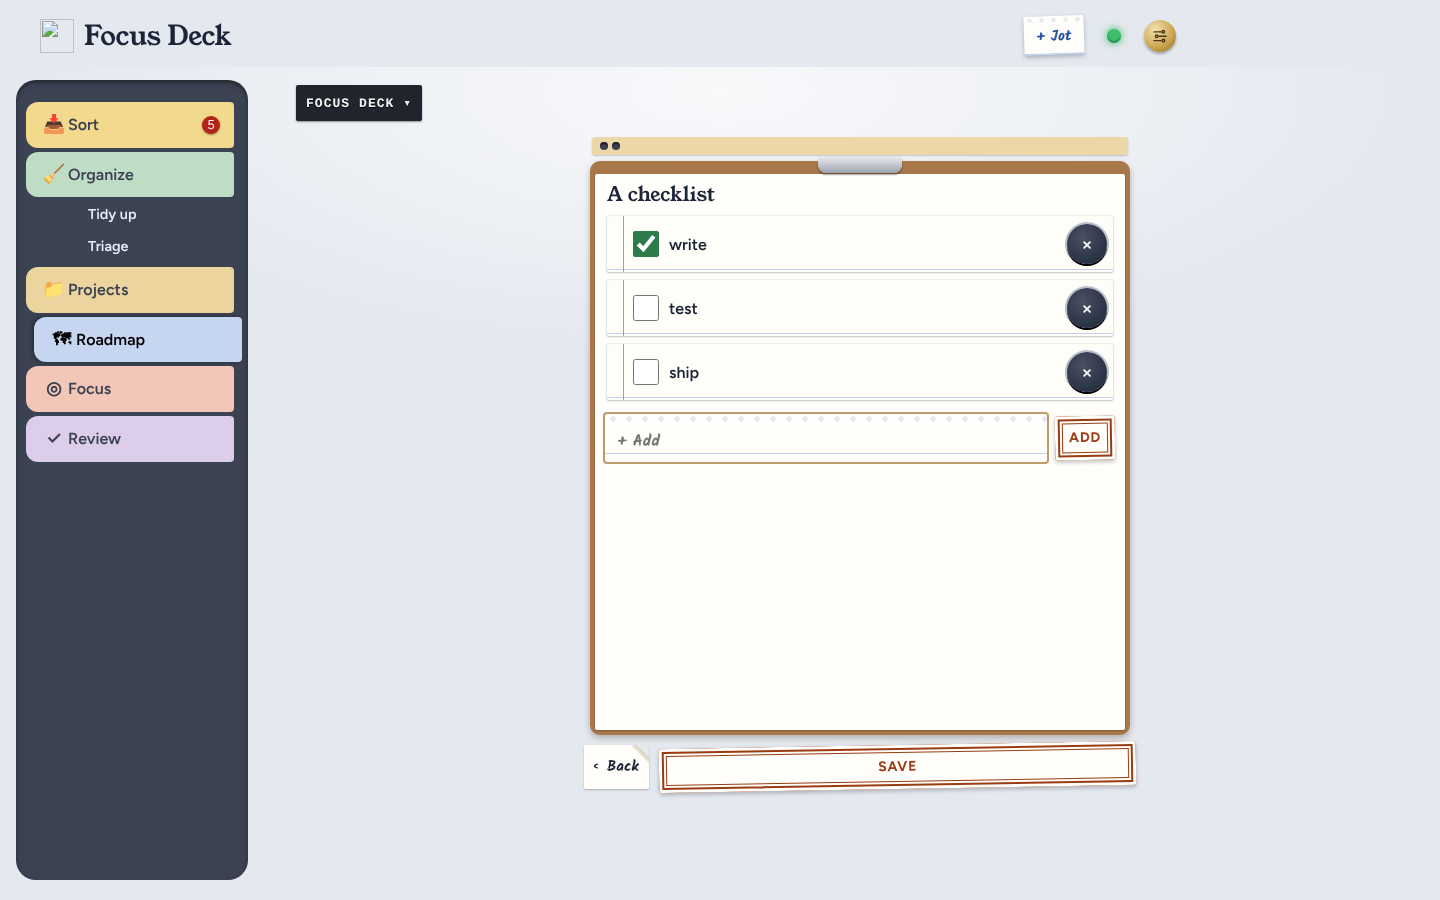 Focus Deck
+ Jot
Sort
5
Organize
Tidy up
Triage
Projects
Roadmap
Focus
Review
FOCUS DECK ▾
A checklist
write
×
test
×
ship
×
+ Add
ADD
‹ Back
SAVE